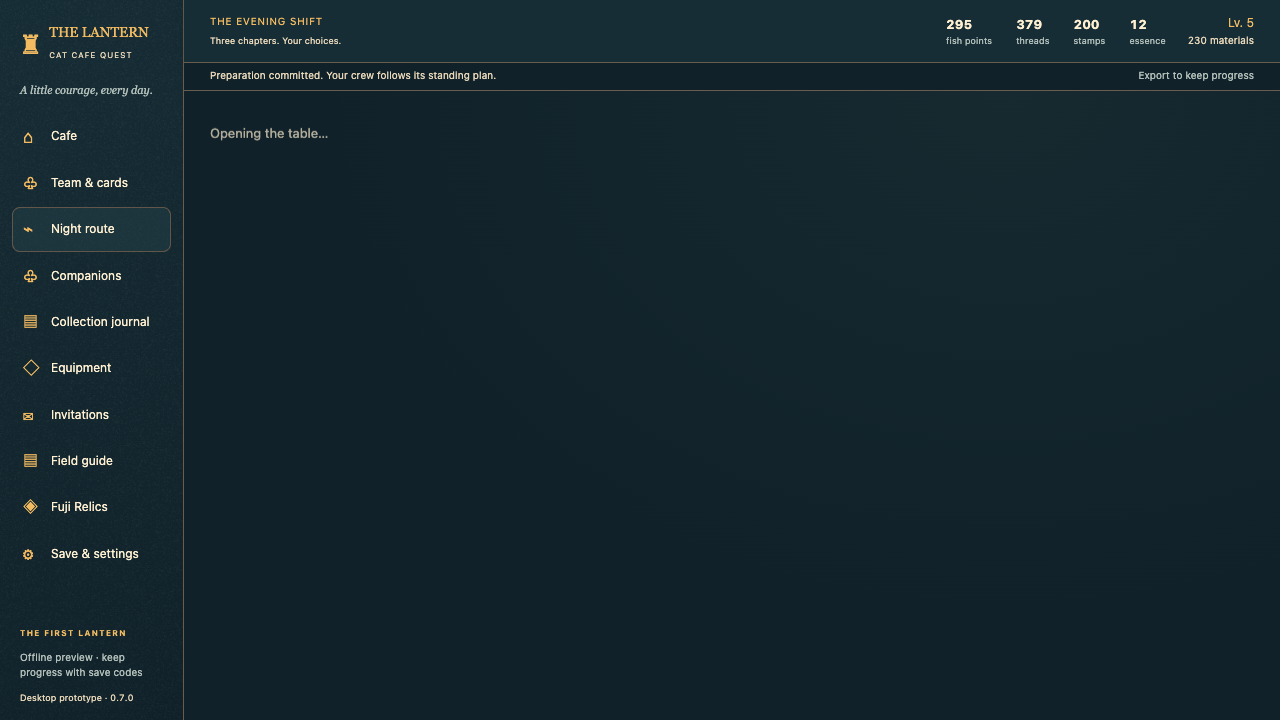 THE LANTERN
CAT CAFE QUEST
A little courage, every day.
Cafe
Team & cards
Night route
Companions
Collection journal
Equipment
Invitations
Field guide
Fuji Relics
Save & settings
THE FIRST LANTERN
Offline preview · keep
progress with save codes
Desktop prototype · 0.7.0
THE EVENING SHIFT
Three chapters. Your choices.
295
fish points
379
threads
200
stamps
12
essence
Lv. 5
230 materials
Preparation committed. Your crew follows its standing plan.
Export to keep progress
Opening the table...